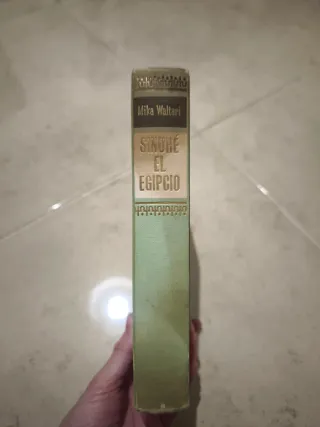 Mika Waltari
SINUHÉ
EL
EGIPCIO